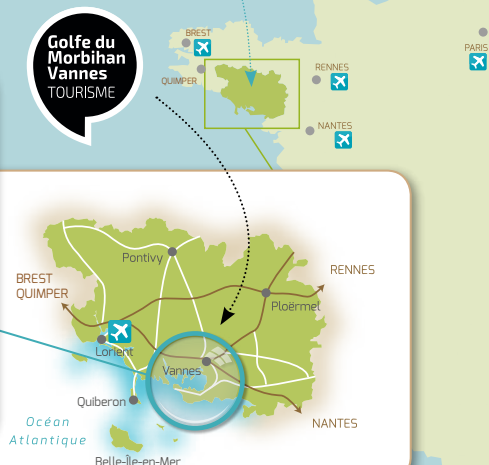 Golfe du
Morbihan
Vannes
TOURISME
BREST
QUIMPER
RENNES
NANTES
PARIS
Pontivy
BREST
QUIMPER
RENNES
Ploërmel
Lorient
Vannes
Quiberon
NANTES
Océan
Atlantique
Belle-Île-en-Mer